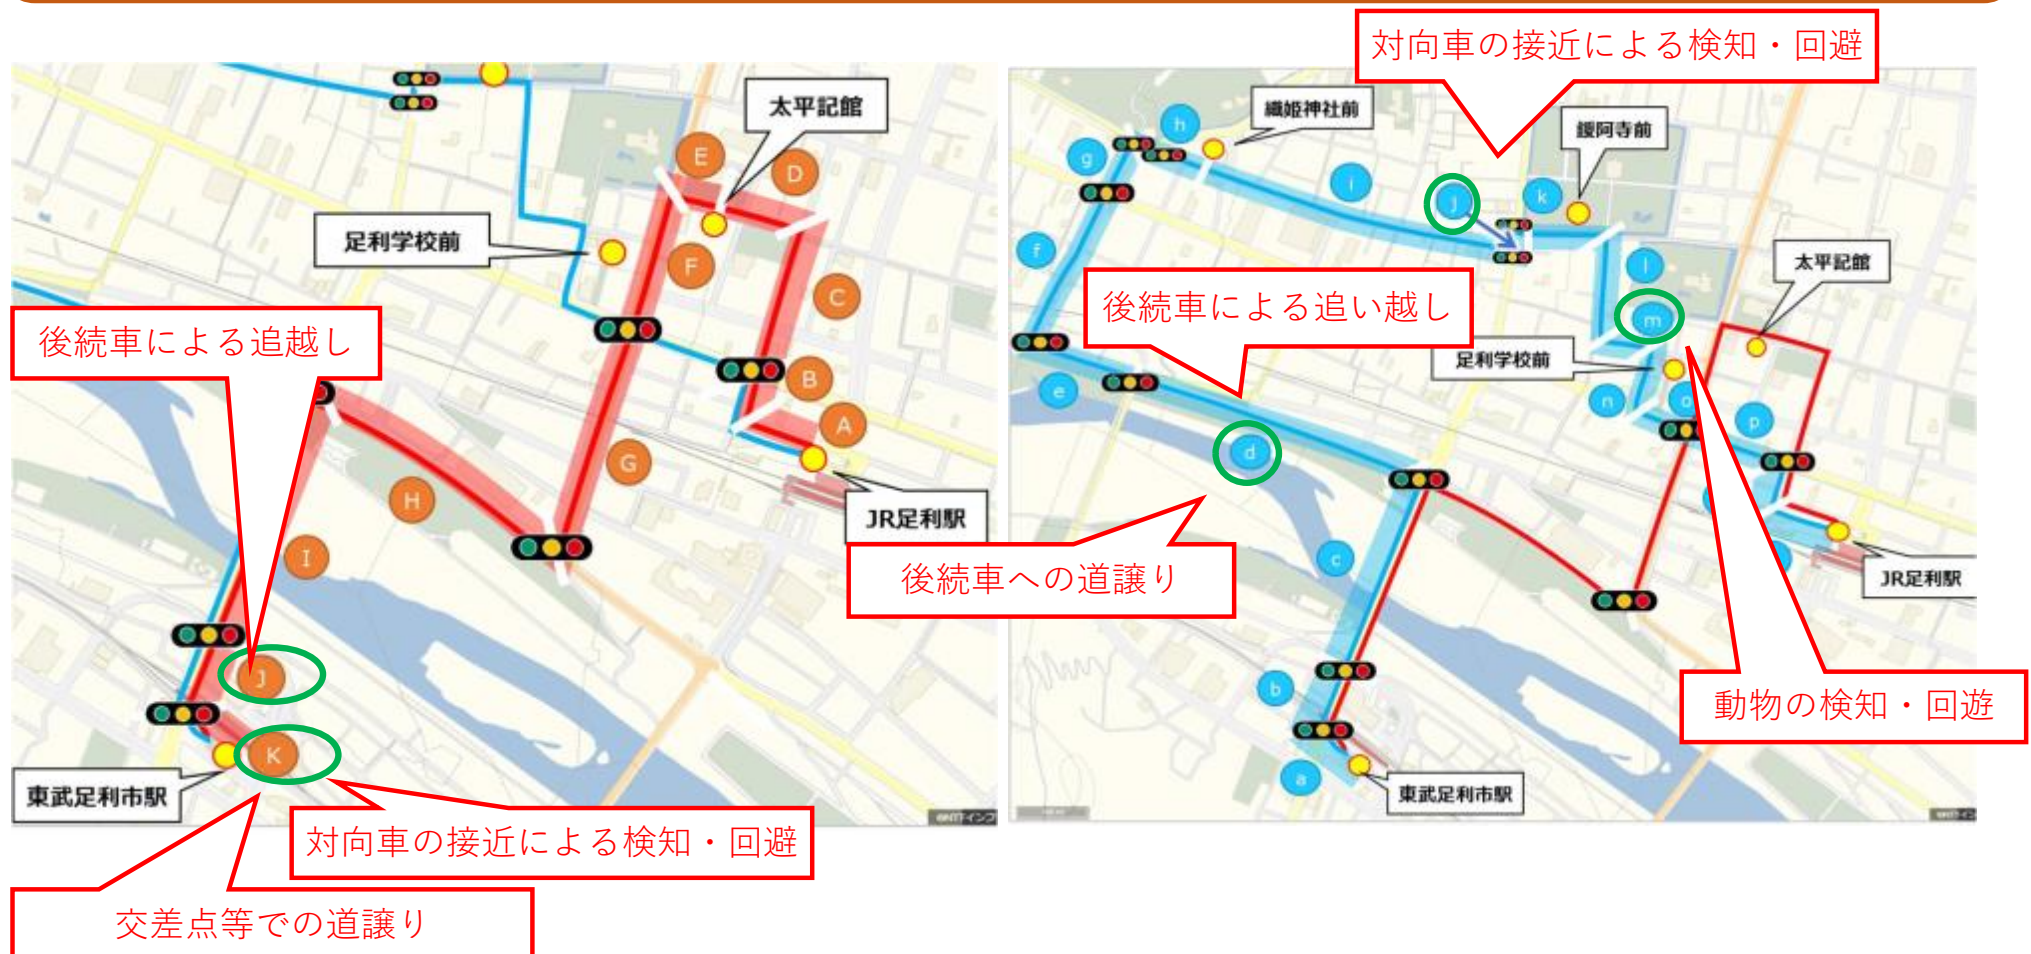 対向車の接近による検知・回避
太平記館
E
D
足利学校前
F
C
後続車による追越し
B
A
G
H
JR足利駅
I
J
K
東武足利市駅
対向車の接近による検知・回避
交差点等での道譲り
織姫神社前
h
鑁阿寺前
g
i
j
k
f
l
太平記館
後続車による追い越し
m
足利学校前
e
n
o
p
d
後続車への道譲り
c
JR足利駅
b
動物の検知・回遊
a
東武足利市駅